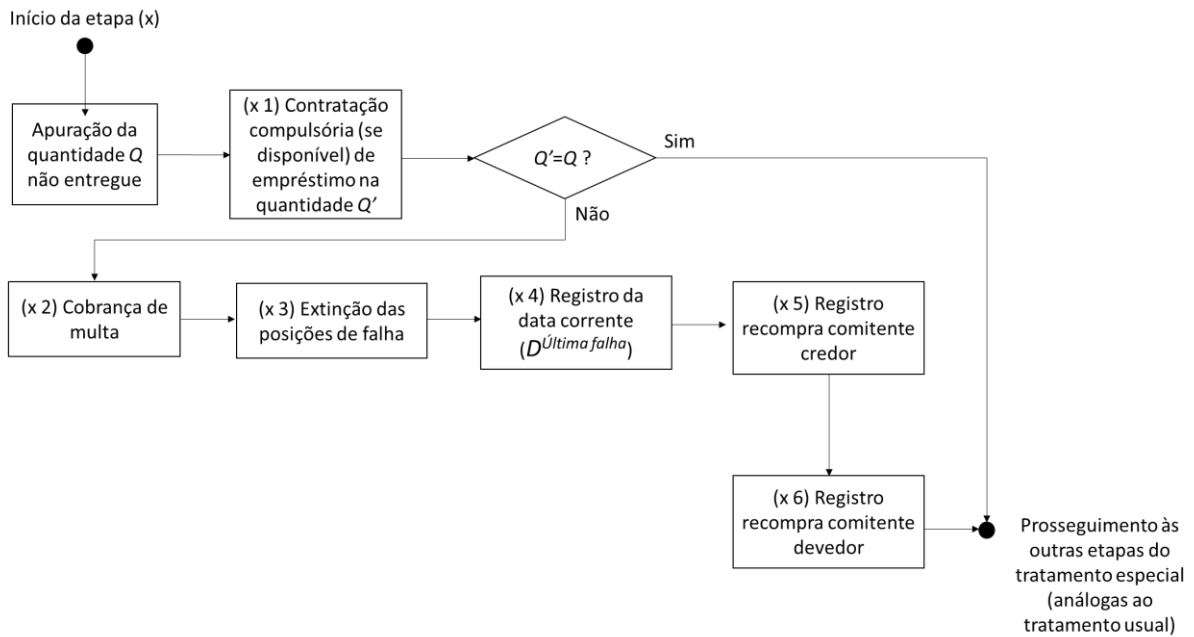 Início da etapa (x)
Apuração da
quantidade Q
não entregue
(x 1) Contratação
compulsória (se
disponível) de
empréstimo na
quantidade Q’
Q’=Q ?
Sim
Não
(x 2) Cobrança de
multa
(x 3) Extinção das
posições de falha
(x 4) Registro da
data corrente
(D^Última falha)
(x 5) Registro
recompra comitente
credor
(x 6) Registro
recompra comitente
devedor
Prosseguimento às
outras etapas do
tratamento especial
(análogas ao
tratamento usual)